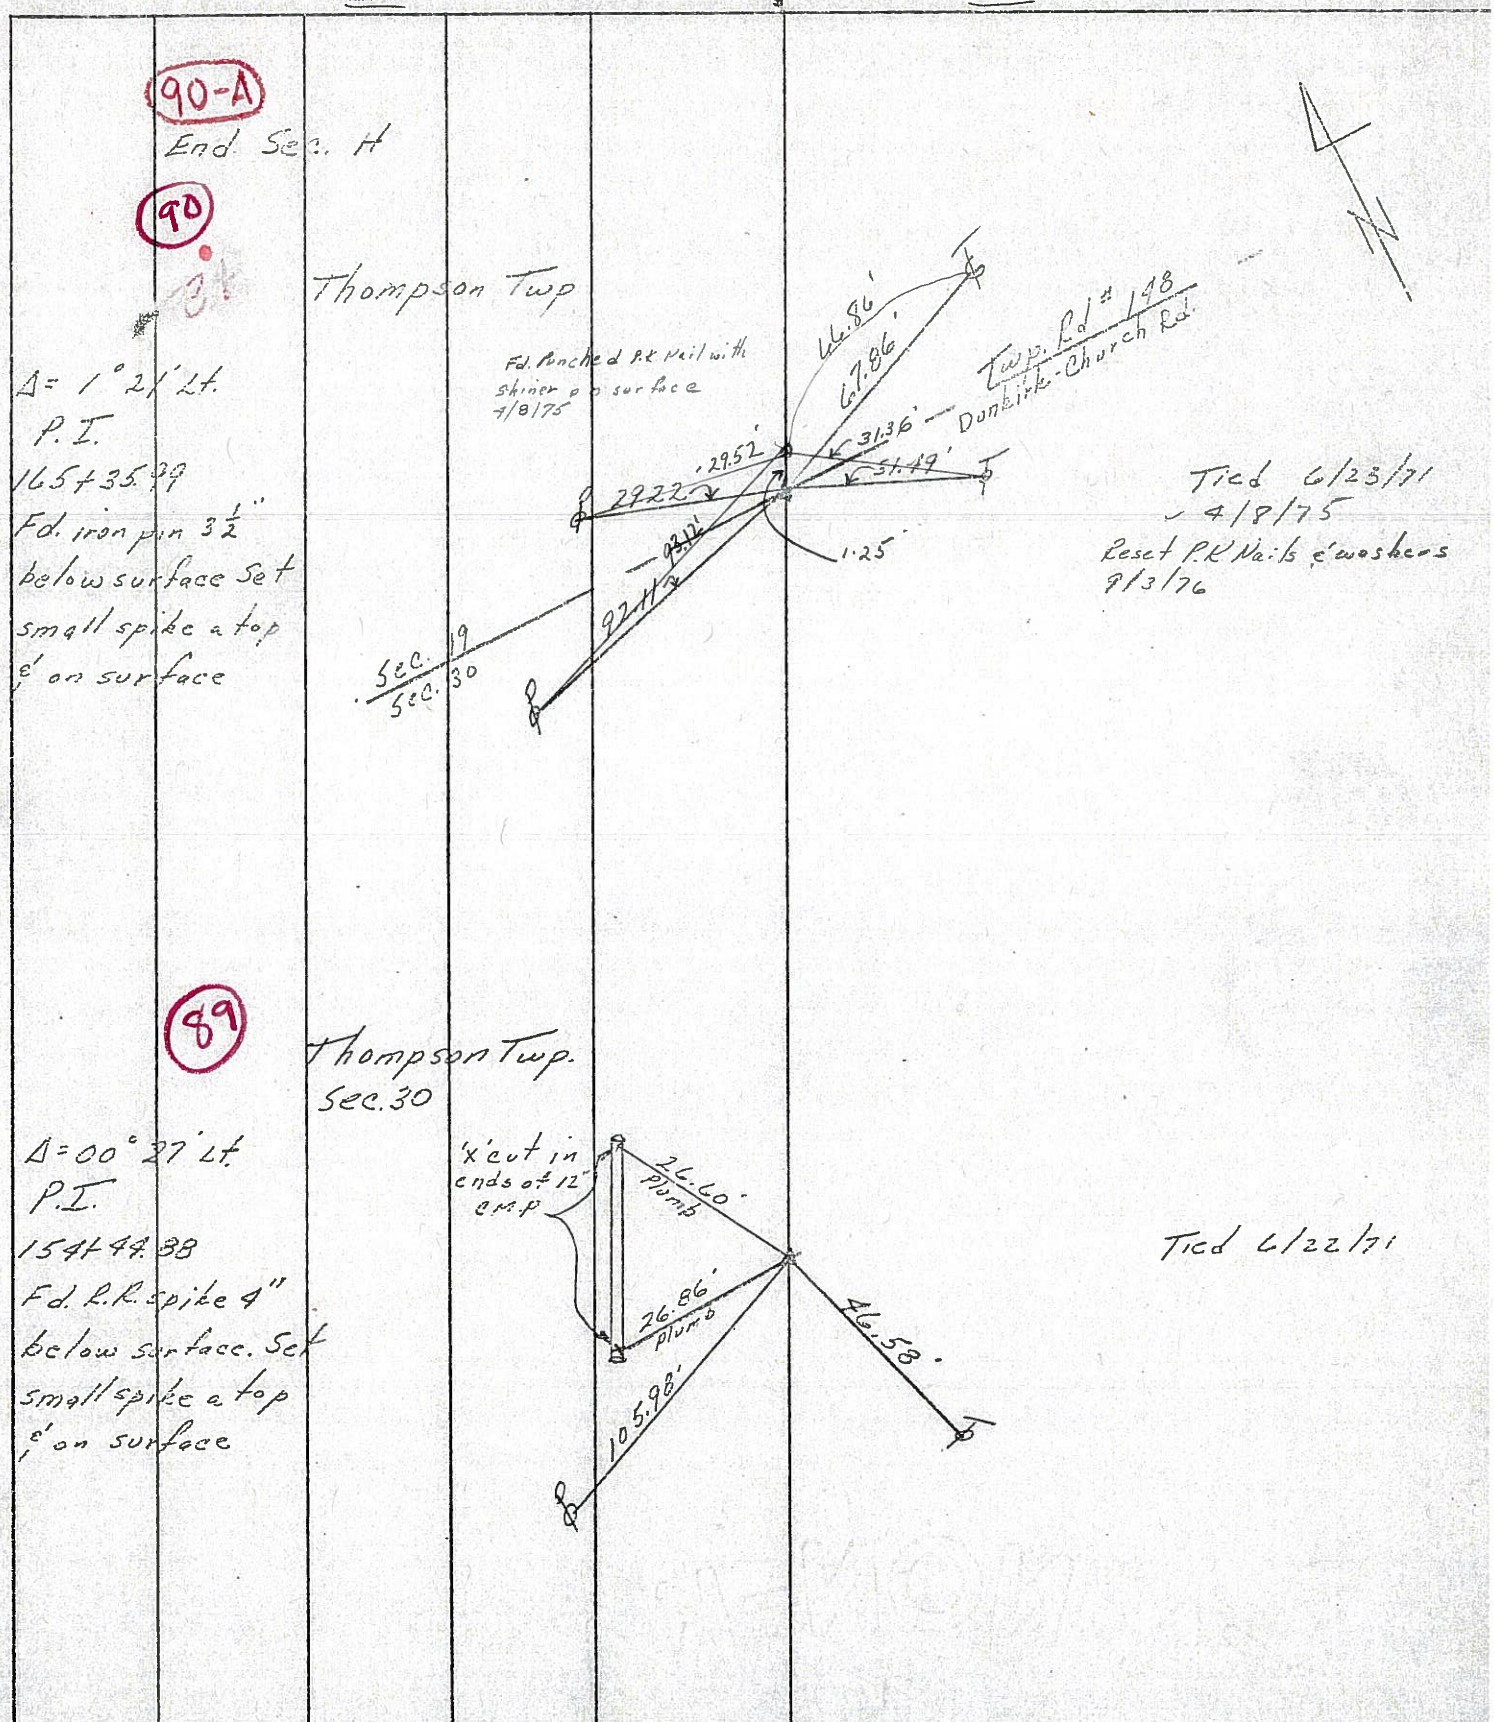 90-A
End. Sec. H
90
Thompson Twp
Δ= 1° 21' Lt.
P.I.
165+35.99
Fd. iron pin 3½"
below surface Set
small spike a top
& on surface
Fd. Punched P.K Nail with
shiner on surface
4/8/75
66.86'
67.86'
Twp. Rd # 148
Dunkirk-Church Rd.
29.52'
31.36'
29.22
51.49'
93.12'
92.11
1.25
Sec. 19
Sec. 30
Tied 6/23/71
4/8/75
Reset P.K Nails & washers
9/3/76
89
Thompson Twp.
Sec. 30
Δ=00° 27' Lt.
P.I.
154+44.88
Fd. R.R. spike 4"
below surface. Set
small spike a top
& on surface
'x' cut in
ends of 12"
C.M.P
26.60'
Plumb
26.86'
Plumb
105.98'
46.58'
Tied 6/22/71